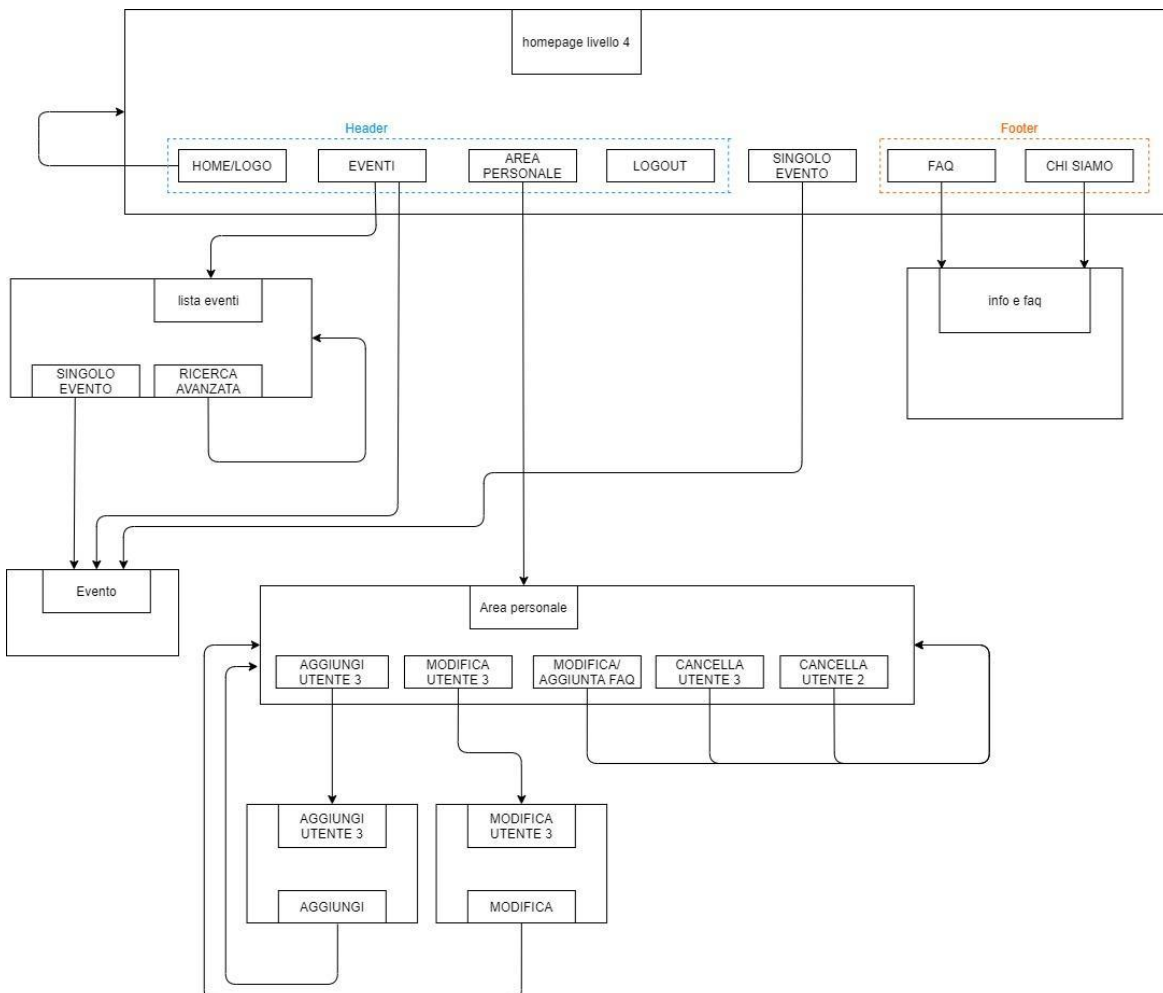 homepage livello 4
Header
Footer
HOME/LOGO
EVENTI
AREA
PERSONALE
LOGOUT
SINGOLO
EVENTO
FAQ
CHI SIAMO
lista eventi
info e faq
SINGOLO
EVENTO
RICERCA
AVANZATA
Evento
Area personale
AGGIUNGI
UTENTE 3
MODIFICA
UTENTE 3
MODIFICA/
AGGIUNTA FAQ
CANCELLA
UTENTE 3
CANCELLA
UTENTE 2
AGGIUNGI
UTENTE 3
MODIFICA
UTENTE 3
AGGIUNGI
MODIFICA